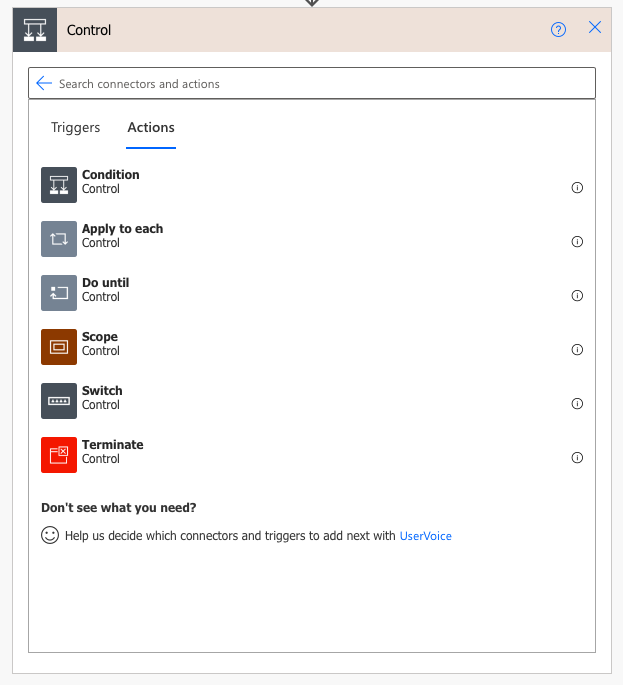 Control
Search connectors and actions
Triggers Actions
Condition
Control
Apply to each
Control
Do until
Control
Scope
Control
Switch
Control
Terminate
Control
Don't see what you need?
Help us decide which connectors and triggers to add next with UserVoice